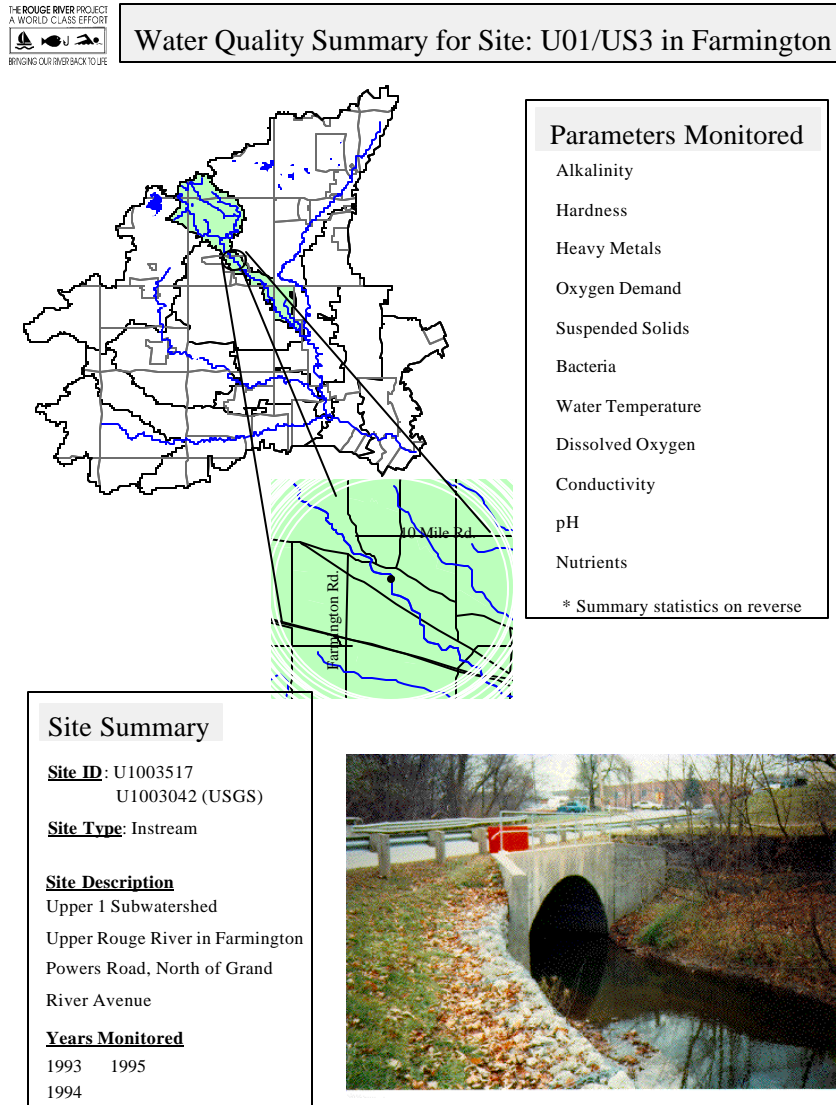 THE ROUGE RIVER PROJECT
A WORLD CLASS EFFORT
BRINGING OUR RIVER BACK TO LIFE
Water Quality Summary for Site: U01/US3 in Farmington
Parameters Monitored
Alkalinity
Hardness
Heavy Metals
Oxygen Demand
Suspended Solids
Bacteria
Water Temperature
Dissolved Oxygen
Conductivity
pH
Nutrients
* Summary statistics on reverse
10 Mile Rd.
Farmington Rd.
Site Summary
Site ID: U1003517
U1003042 (USGS)
Site Type: Instream
Site Description
Upper 1 Subwatershed
Upper Rouge River in Farmington
Powers Road, North of Grand
River Avenue
Years Monitored
1993 1995
1994